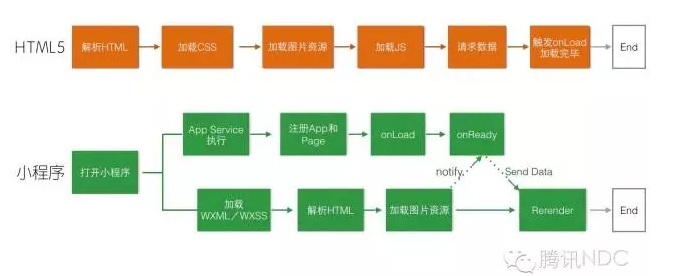 HTML5
解析HTML
加载CSS
加载图片资源
加载JS
请求数据
触发onLoad
加载完毕
End
小程序
打开小程序
App Service
执行
注册App和
Page
onLoad
onReady
notify
Send Data
加载
WXML／WXSS
解析HTML
加载图片资源
Rerender
End
腾讯NDC